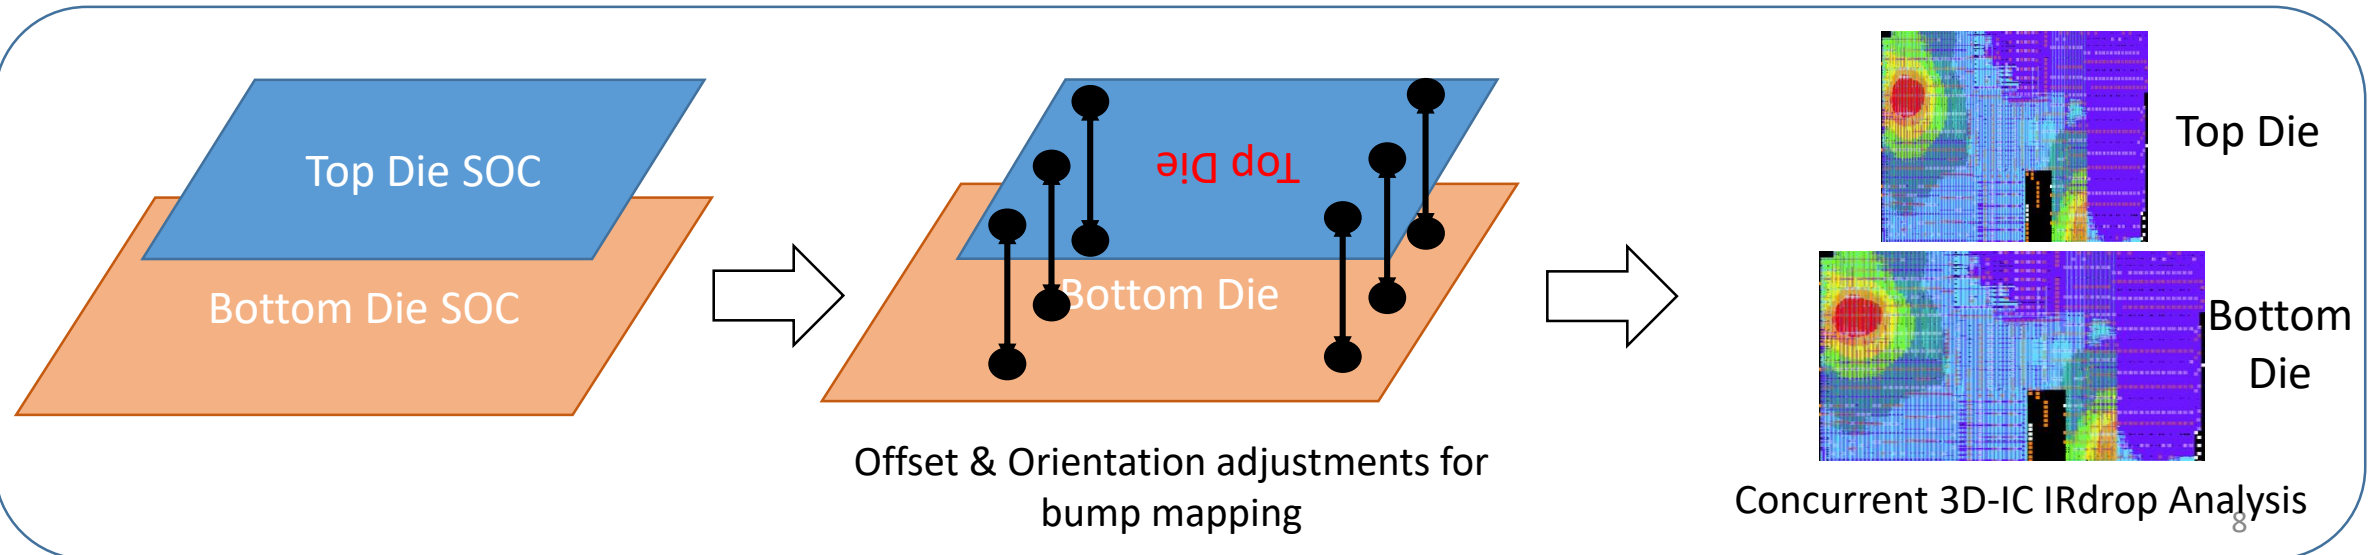 Top Die SOC
Bottom Die SOC
Top Die
Bottom Die
Offset & Orientation adjustments for
bump mapping
Top Die
Bottom
Die
Concurrent 3D-IC IRdrop Analysis
8